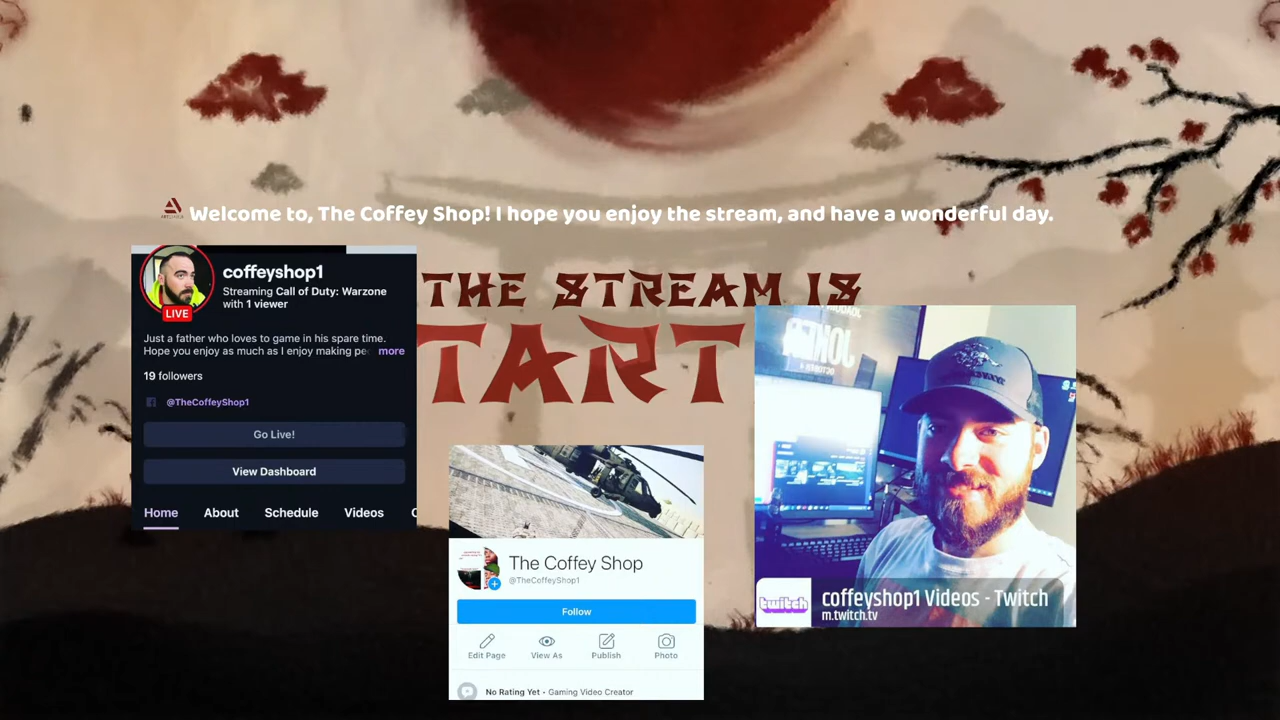 Welcome to, The Coffey Shop! I hope you enjoy the stream, and have a wonderful day.
coffeyshop1
Streaming Call of Duty: Warzone
with 1 viewer
LIVE
Just a father who loves to game in his spare time.
Hope you enjoy as much as I enjoy making pe more
19 followers
@TheCoffeyShop1
Go Live!
View Dashboard
Home About Schedule Videos
THE STREAM IS
TART
The Coffey Shop
@TheCoffeyShop1
Follow
Edit Page View As Publish Photo
No Rating Yet • Gaming Video Creator
twitch
coffeyshop1 Videos - Twitch
m.twitch.tv